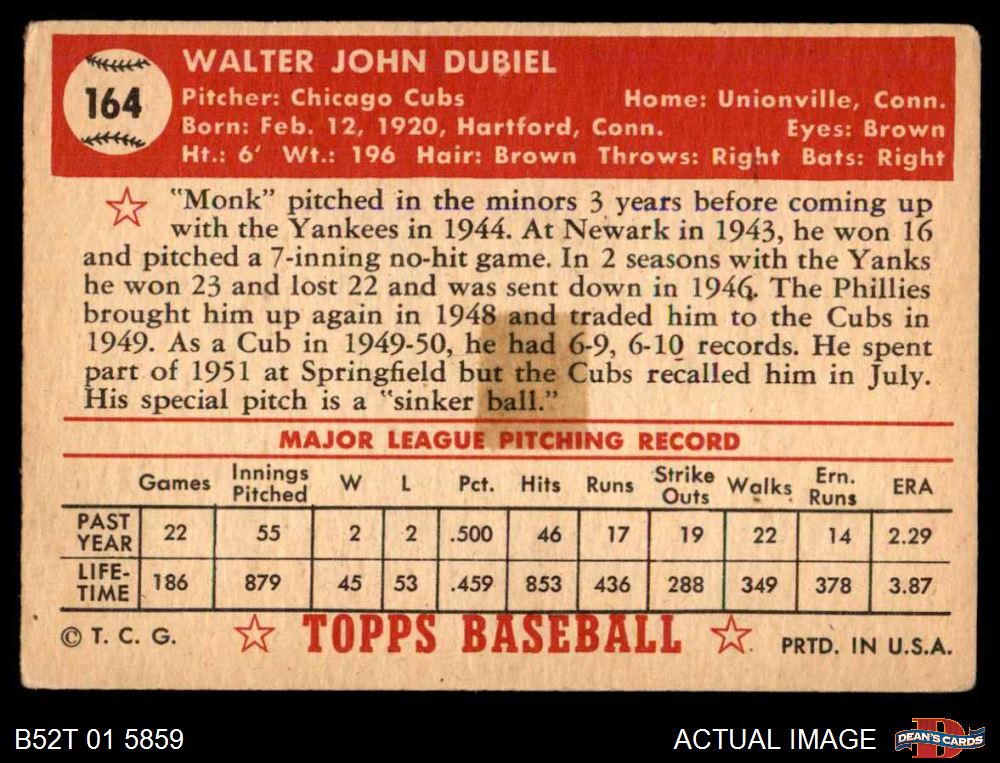 164
WALTER JOHN DUBIEL
Pitcher: Chicago Cubs Home: Unionville, Conn.
Born: Feb. 12, 1920, Hartford, Conn. Eyes: Brown
Ht.: 6' Wt.: 196 Hair: Brown Throws: Right Bats: Right
"Monk" pitched in the minors 3 years before coming up
with the Yankees in 1944. At Newark in 1943, he won 16
and pitched a 7-inning no-hit game. In 2 seasons with the Yanks
he won 23 and lost 22 and was sent down in 1946. The Phillies
brought him up again in 1948 and traded him to the Cubs in
1949. As a Cub in 1949-50, he had 6-9, 6-10 records. He spent
part of 1951 at Springfield but the Cubs recalled him in July.
His special pitch is a "sinker ball."
MAJOR LEAGUE PITCHING RECORD
Games Innings Pitched W L Pct. Hits Runs Strike Outs Walks Ern. Runs ERA
PAST YEAR 22 55 2 2 .500 46 17 19 22 14 2.29
LIFE-TIME 186 879 45 53 .459 853 436 288 349 378 3.87
© T. C. G. TOPPS BASEBALL PRTD. IN U.S.A.
B52T 01 5859 ACTUAL IMAGE DEAN'S CARDS